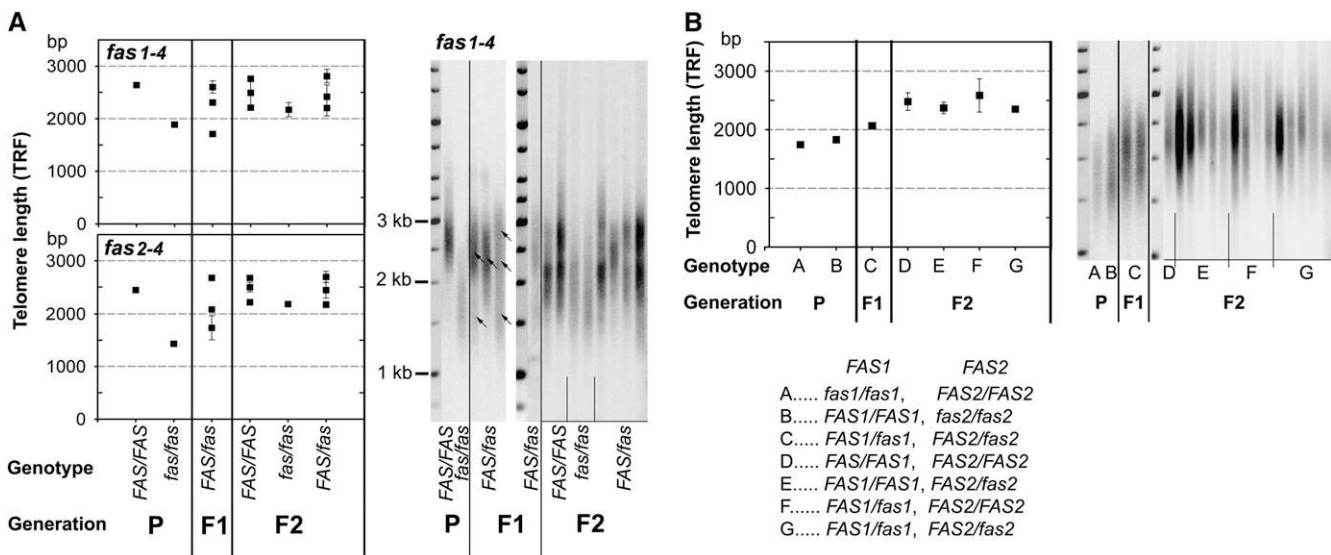 A
bp
fas1-4
3000
2000
1000
0
bp
fas2-4
3000
2000
1000
0
Telomere length (TRF)
Genotype
FAS/FAS
fas/fas
FAS/fas
FAS/FAS
fas/fas
FAS/fas
Generation
P
F1
F2
fas1-4
3 kb
2 kb
1 kb
FAS/FAS
fas/fas
FAS/fas
FAS/fas
FAS/FAS
fas/fas
FAS/fas
P
F1
F2
B
bp
3000
2000
1000
0
Telomere length (TRF)
Genotype A B C D E F G
Generation P F1 F2
A B C D E F G
P F1 F2
FAS1 FAS2
A..... fas1/fas1, FAS2/FAS2
B..... FAS1/FAS1, fas2/fas2
C..... FAS1/fas1, FAS2/fas2
D..... FAS/FAS1, FAS2/FAS2
E..... FAS1/FAS1, FAS2/fas2
F..... FAS1/fas1, FAS2/FAS2
G..... FAS1/fas1, FAS2/fas2